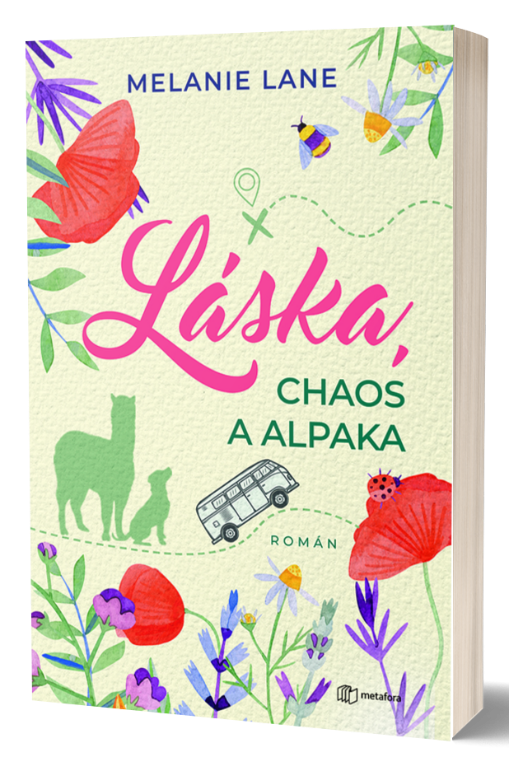 MELANIE LANE
Láska,
CHAOS
A ALPAKA
ROMÁN
metafora